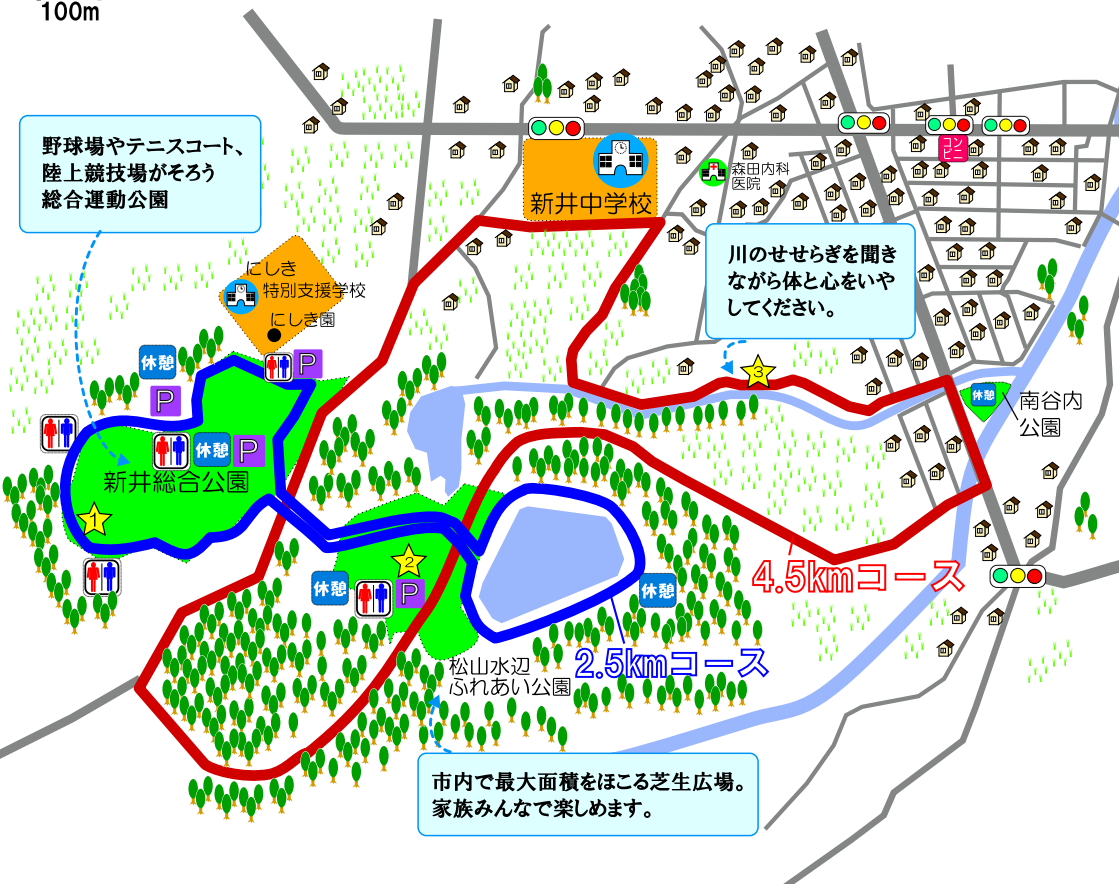 100m
野球場やテニスコート、
陸上競技場がそろう
総合運動公園
新井中学校
森田内科
医院
コン
ビニ
川のせせらぎを聞き
ながら体と心をいや
してください。
にしき
特別支援学校
にしき園
休憩
P
P
3
休憩
南谷内
公園
休憩
P
新井総合公園
1
2
休憩
P
休憩
4.5kmコース
2.5kmコース
松山水辺
ふれあい公園
市内で最大面積をほこる芝生広場。
家族みんなで楽しめます。